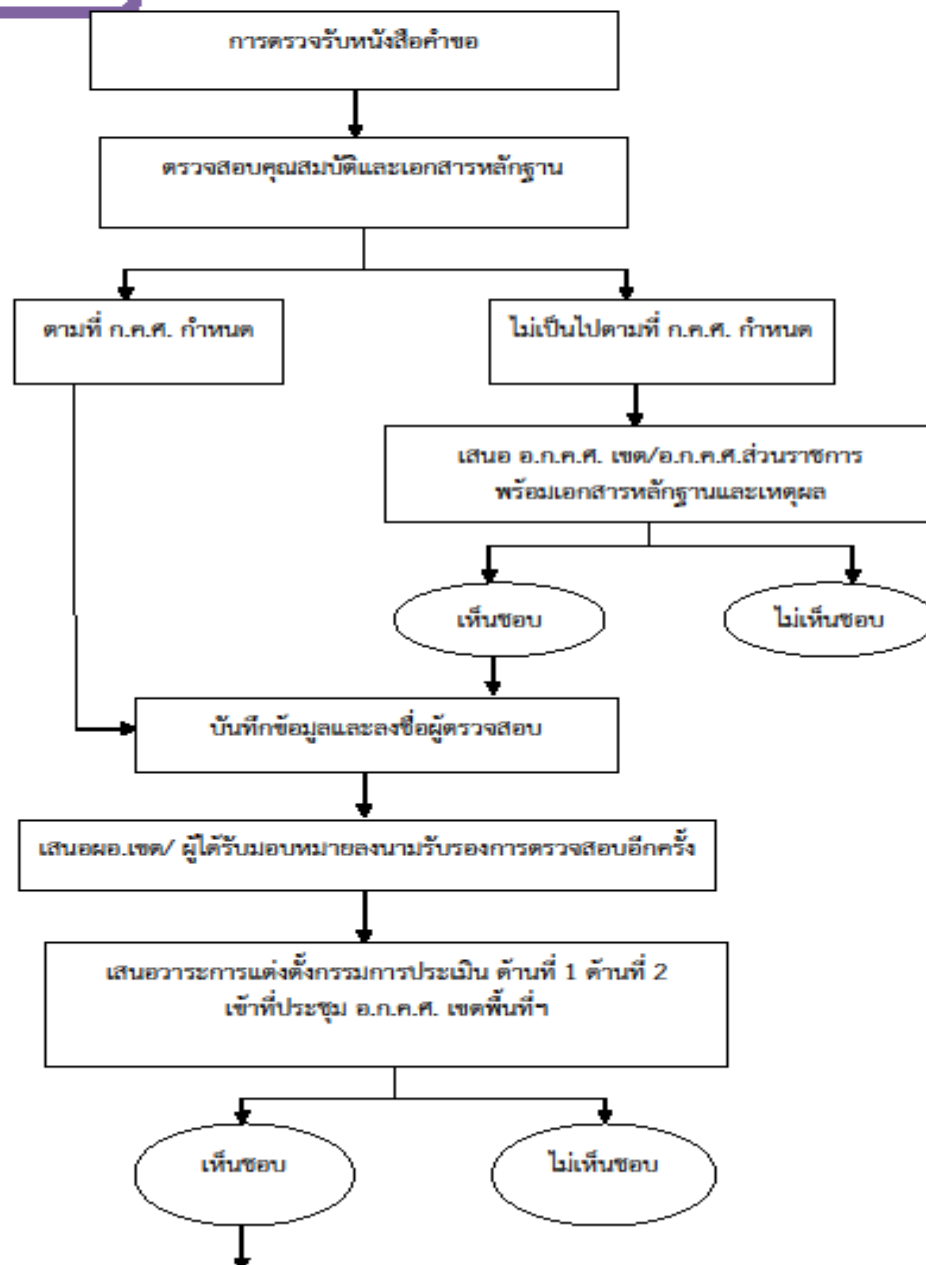 การตรวจรับหนังสือคำขอ
ตรวจสอบคุณสมบัติและเอกสารหลักฐาน
ตามที่ ก.ค.ศ. กำหนด
ไม่เป็นไปตามที่ ก.ค.ศ. กำหนด
เสนอ อ.ก.ค.ศ. เขต/อ.ก.ค.ศ.ส่วนราชการ
พร้อมเอกสารหลักฐานและเหตุผล
เห็นชอบ
ไม่เห็นชอบ
บันทึกข้อมูลและลงชื่อผู้ตรวจสอบ
เสนอผอ.เขต/ ผู้ได้รับมอบหมายลงนามรับรองการตรวจสอบอีกครั้ง
เสนอวาระการแต่งตั้งกรรมการประเมิน ด้านที่ 1 ด้านที่ 2
เข้าที่ประชุม อ.ก.ค.ศ. เขตพื้นที่ฯ
เห็นชอบ
ไม่เห็นชอบ